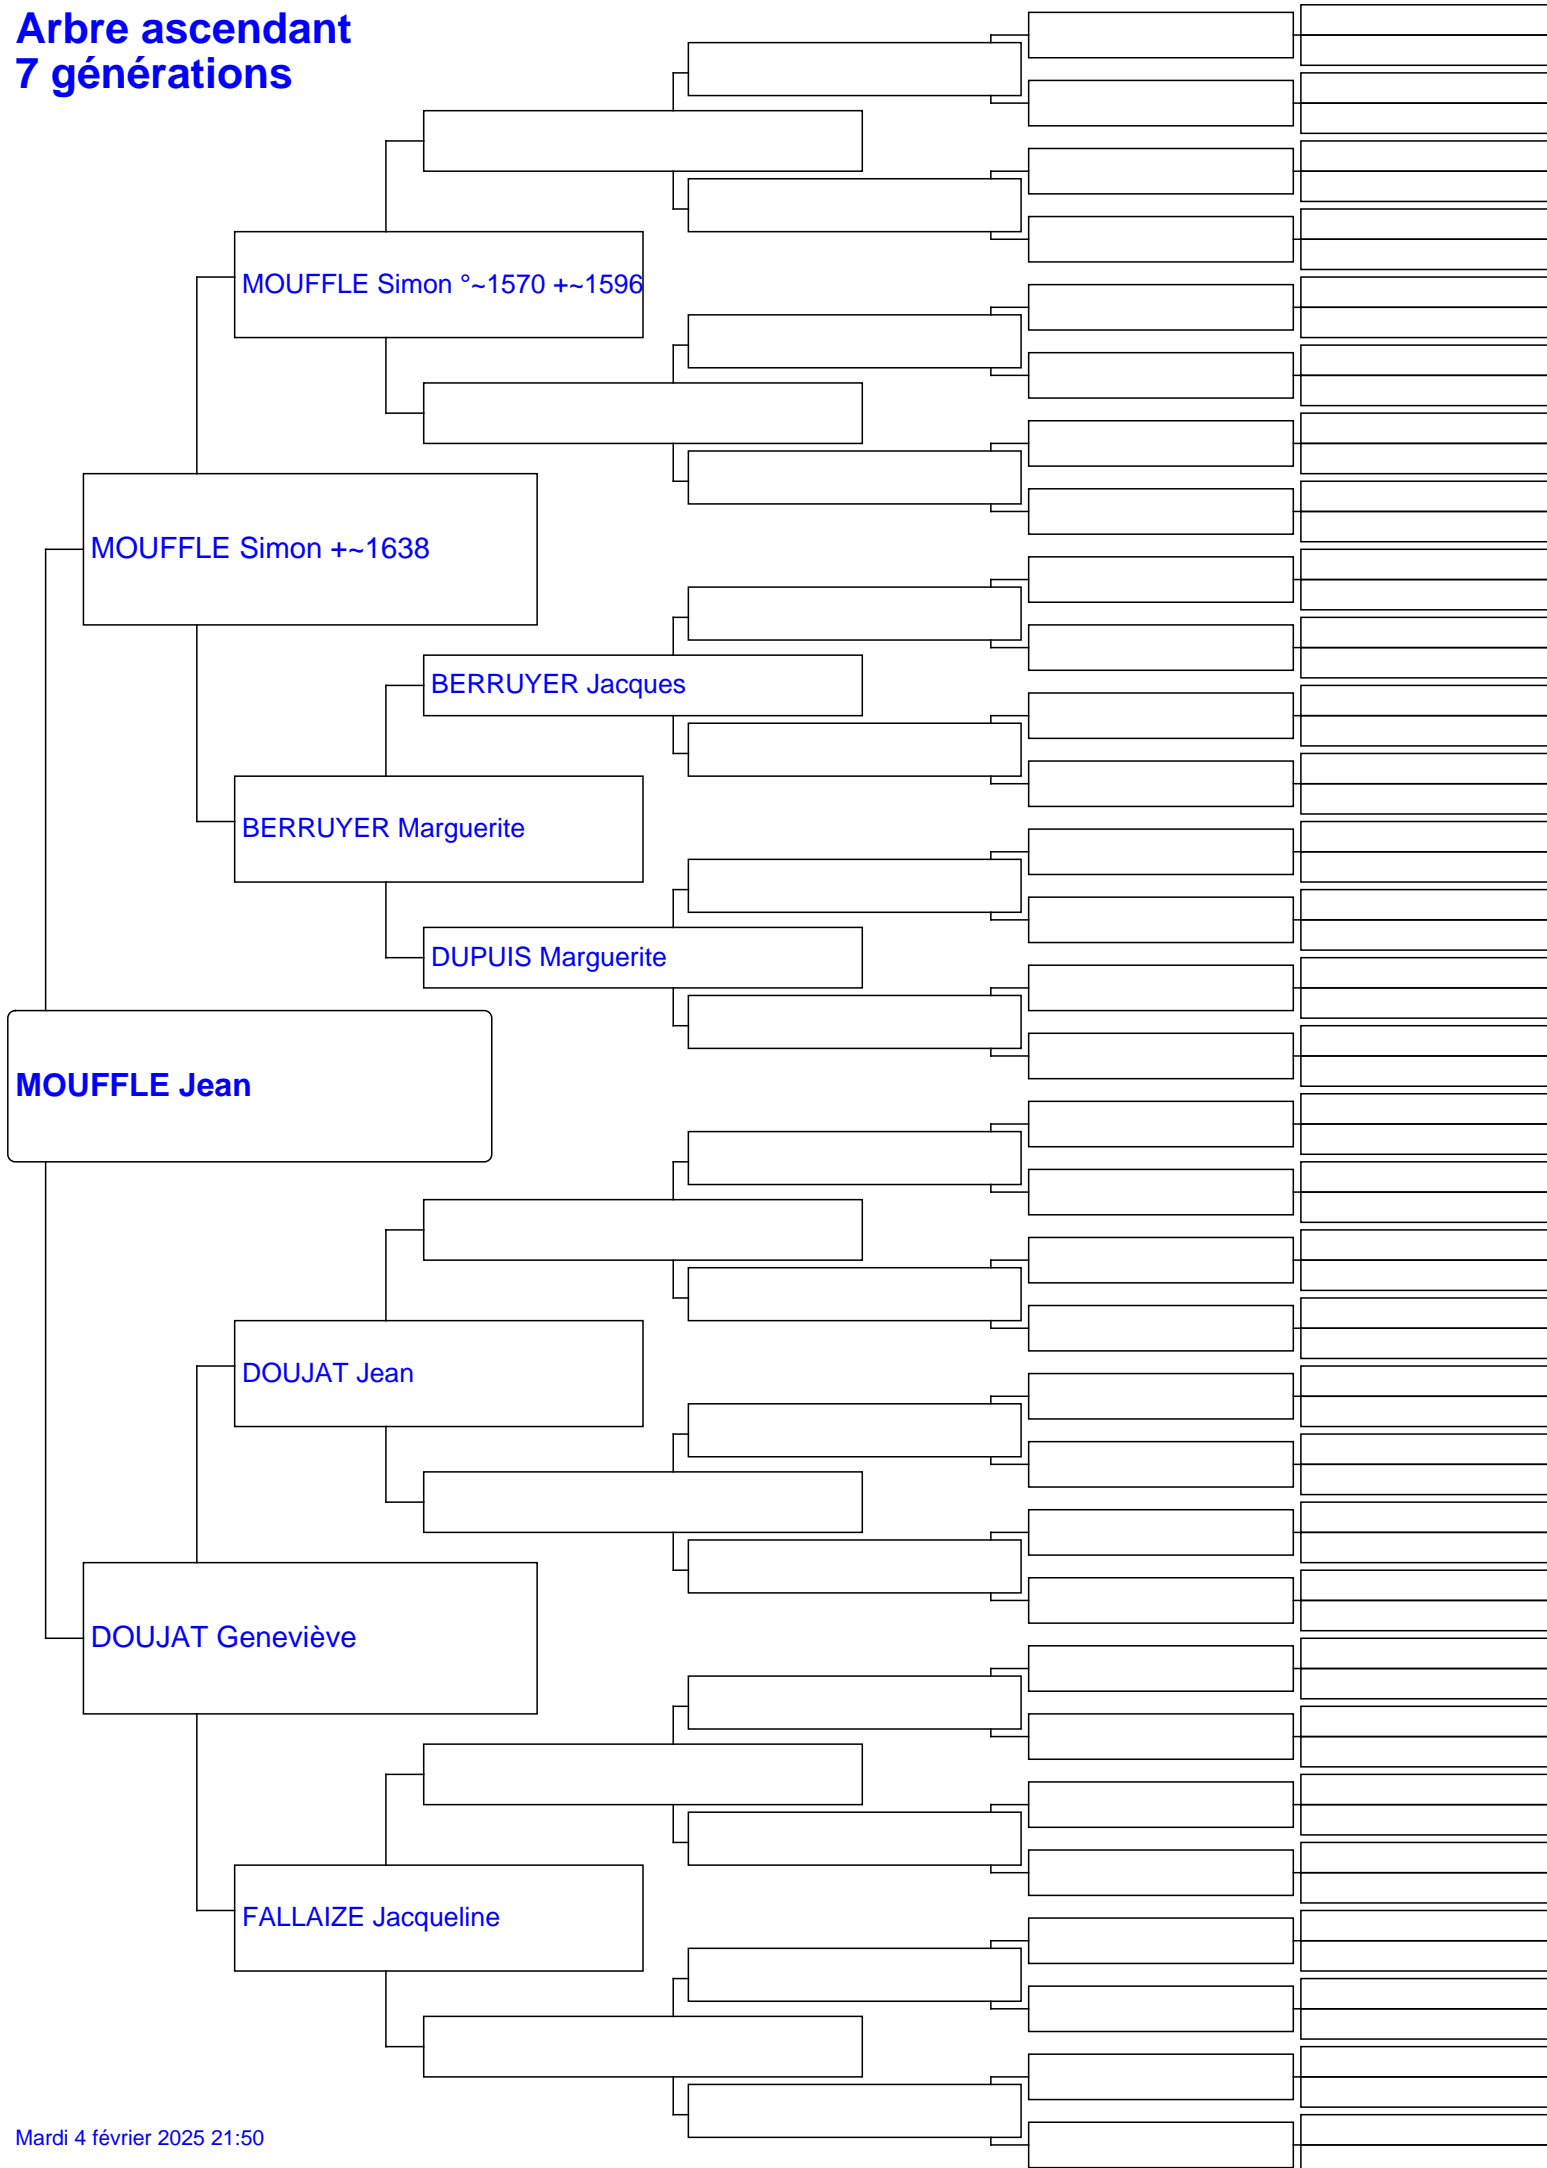 Arbre ascendant
7 générations
MOUFFLE Simon °~1570 +~1596
MOUFFLE Simon +~1638
BERRUYER Jacques
BERRUYER Marguerite
DUPUIS Marguerite
MOUFFLE Jean
DOUJAT Jean
DOUJAT Geneviève
FALLAIZE Jacqueline
Mardi 4 février 2025 21:50